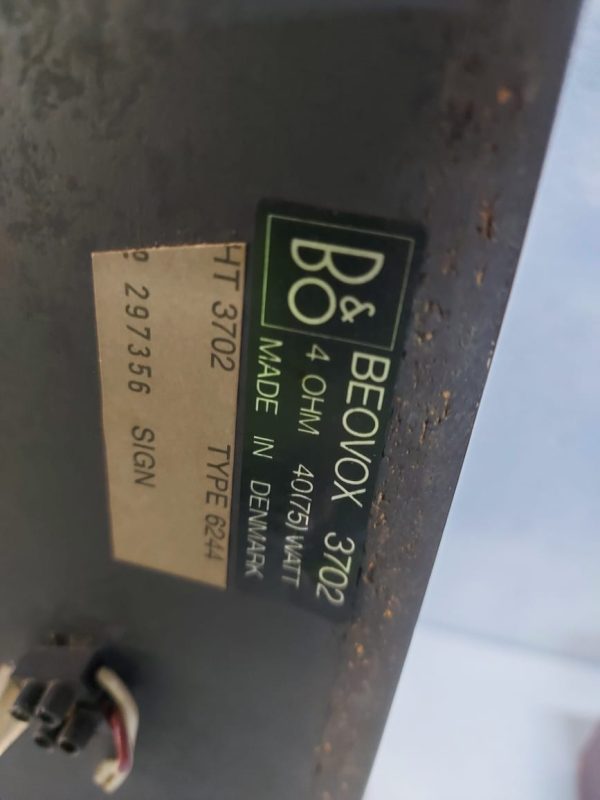 B&O
BEOVOX 3702
4 OHM 40(75)WATT
MADE IN DENMARK
HT 3702 TYPE 6244
297356 SIGN